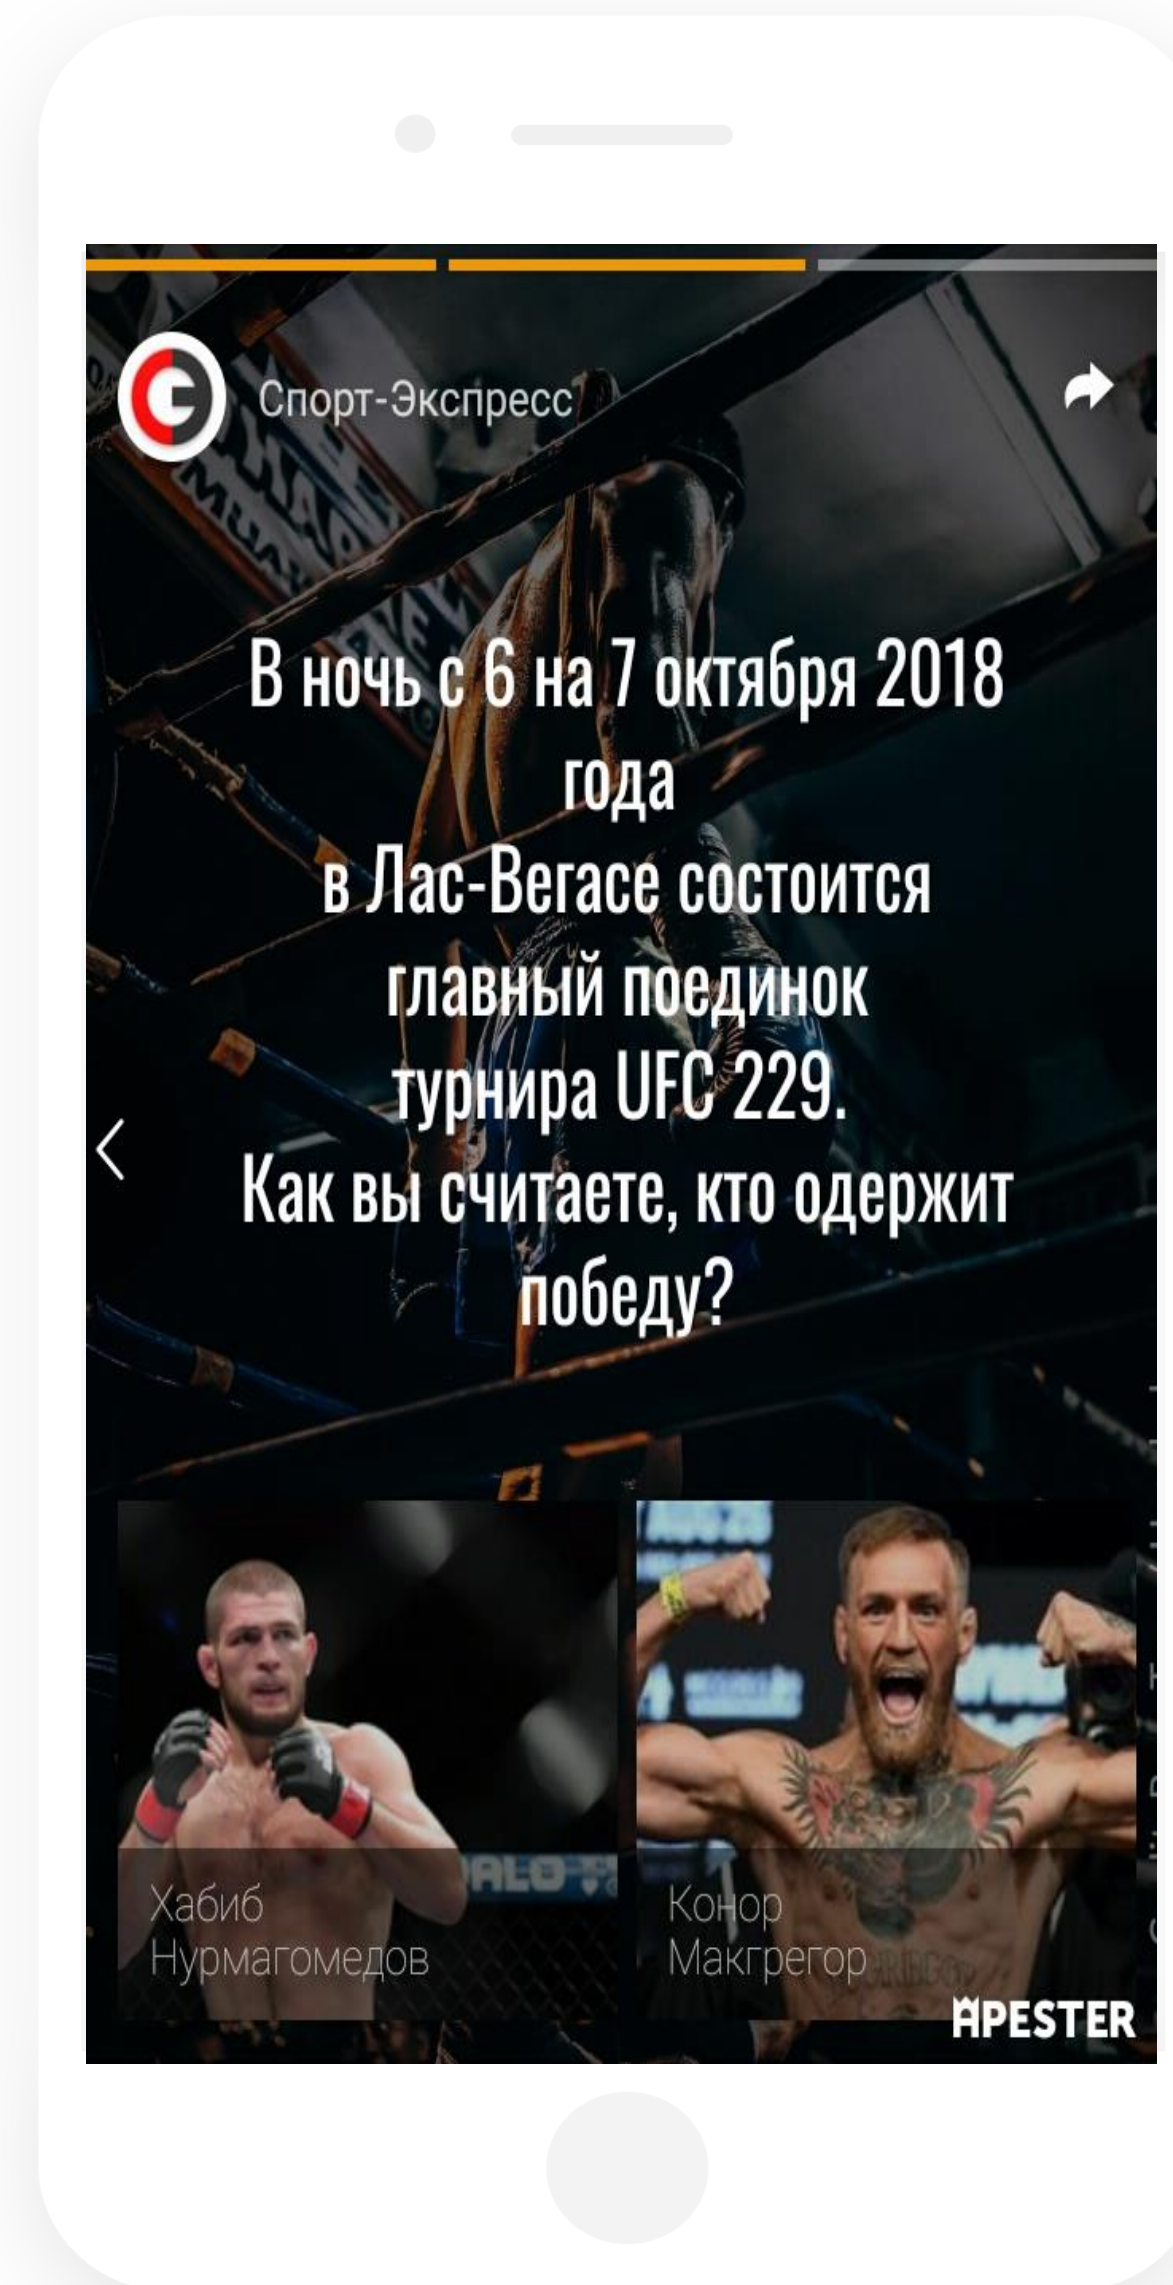 Спорт-Экспресс
В ночь с 6 на 7 октября 2018
года
в Лас-Вегасе состоится
главный поединок
турнира UFC 229.
Как вы считаете, кто одержит
победу?
Хабиб
Нурмагомедов
Конор
Макгрегор
APESTER